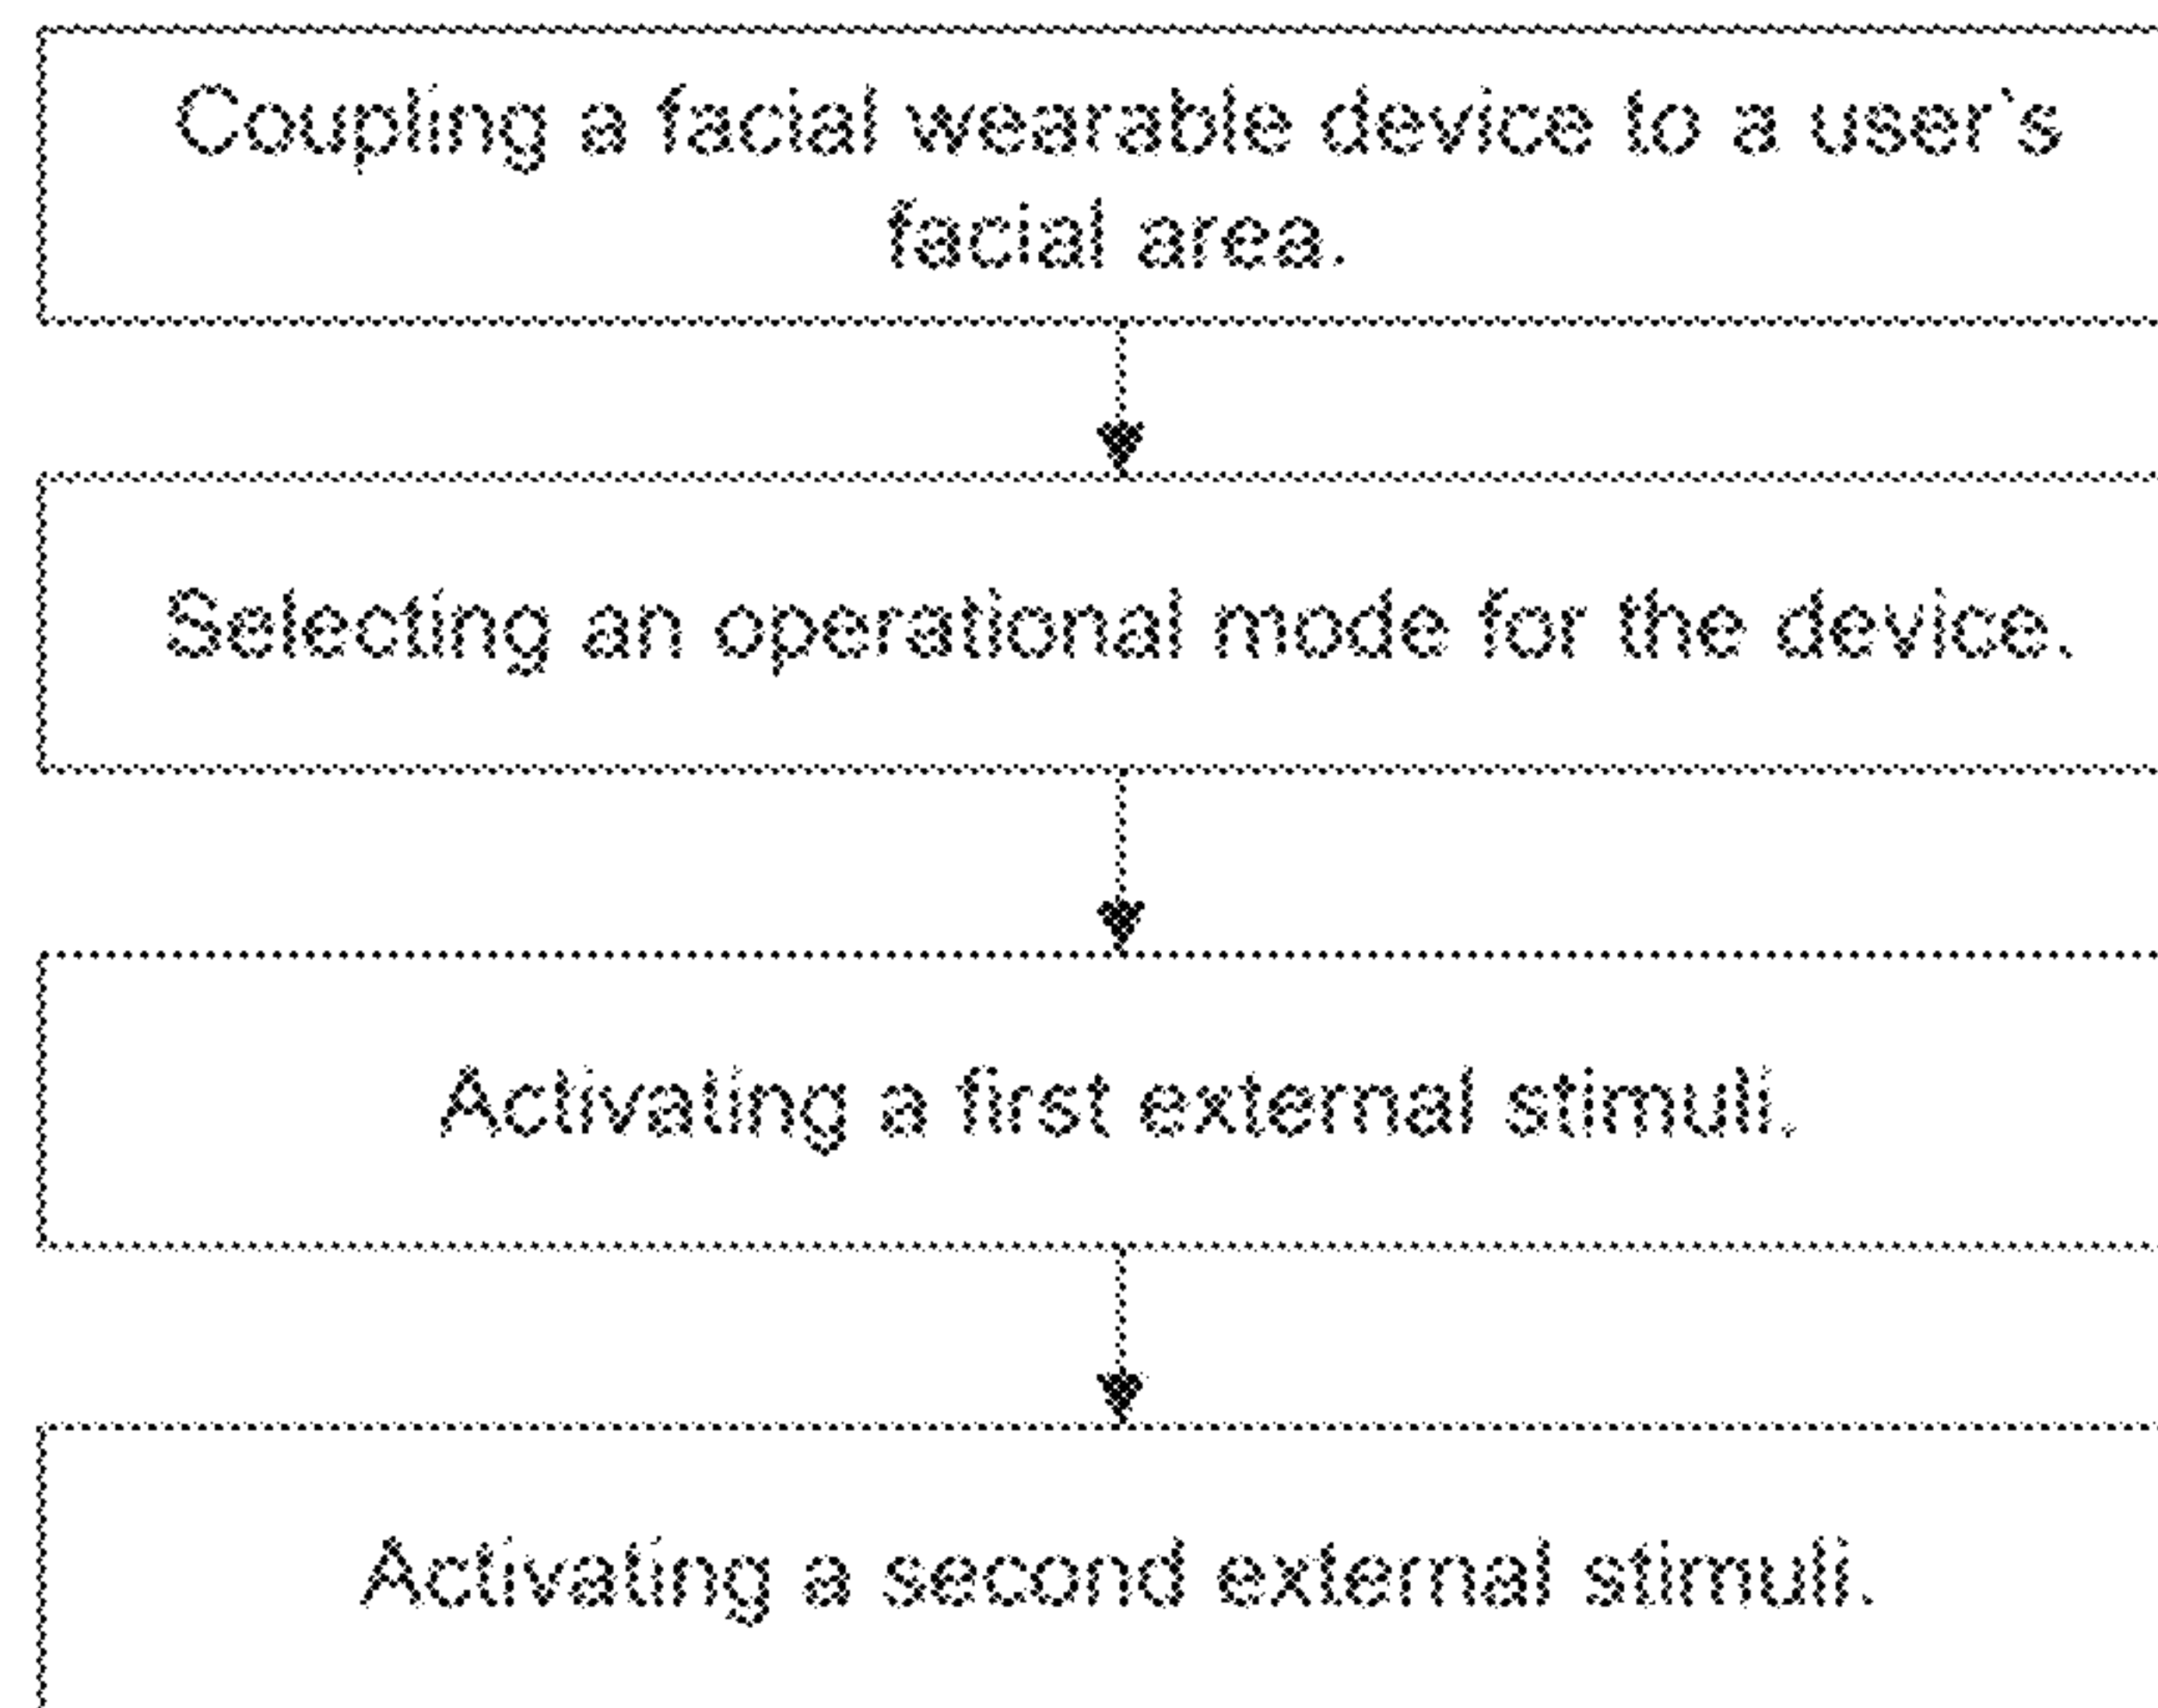 Coupling a facial wearable device to a user's
facial area.
Selecting an operational mode for the device.
Activating a first external stimuli.
Activating a second external stimuli.